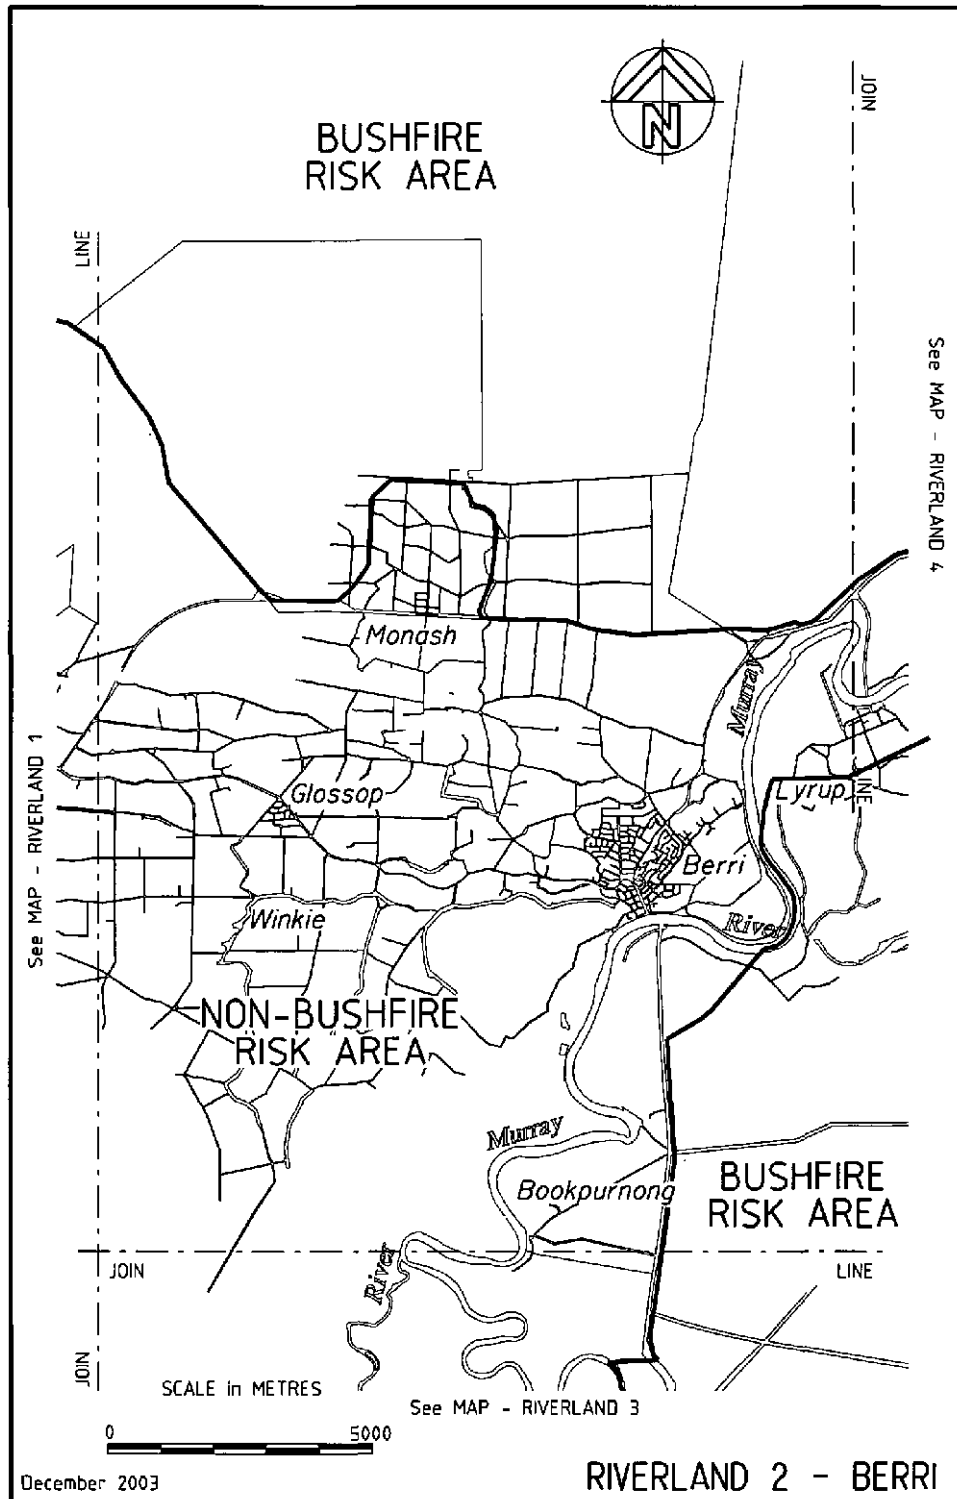 N
JOIN
BUSHFIRE
RISK AREA
LINE
See MAP - RIVERLAND 4
Monash
Murray
See MAP - RIVERLAND 1
Glossop
Lyrup
LINE
Berri
Winkie
River
NON-BUSHFIRE
RISK AREA
Murray
BUSHFIRE
RISK AREA
Bookpurnong
River
JOIN
LINE
JOIN
SCALE in METRES
See MAP - RIVERLAND 3
0
5000
December 2003
RIVERLAND 2 - BERRI